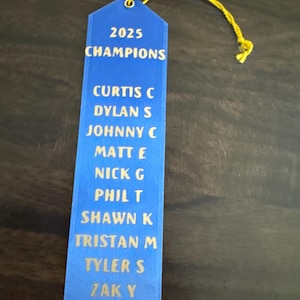 2025
CHAMPIONS
CURTIS C
DYLAN S
JOHNNY C
MATT E
NICK G
PHIL T
SHAWN K
TRISTAN M
TYLER S
ZAK Y